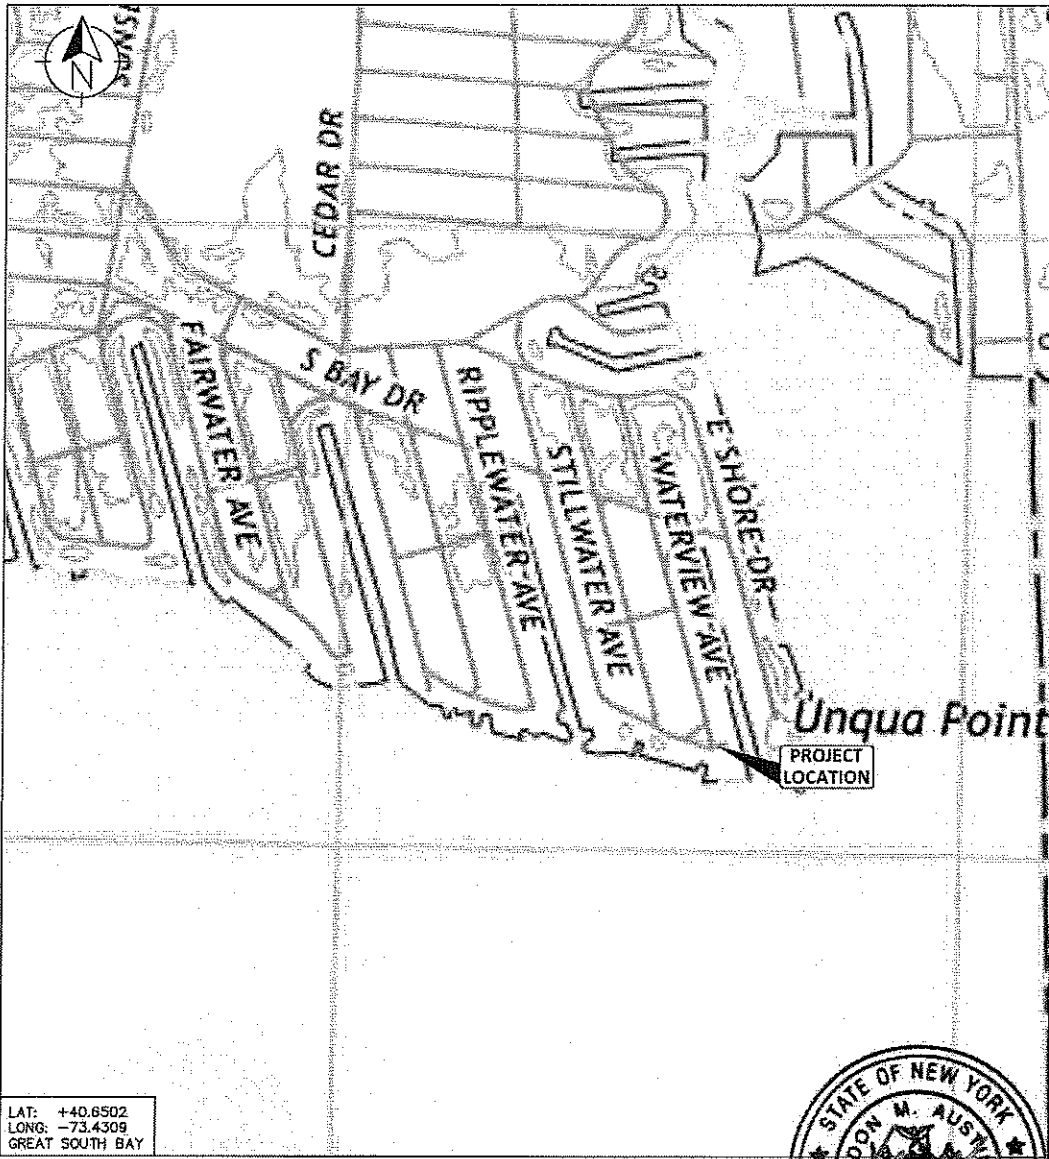 N
CEDAR DR
FAIRWATER AVE
S BAY DR
RIPPLEWATER AVE
STILLWATER AVE
WATERVIEW AVE
E SHORE DR
Unqua Point
PROJECT
LOCATION
LAT: +40.6502
LONG: -73.4309
GREAT SOUTH BAY
STATE OF NEW YORK
M. AUSTI